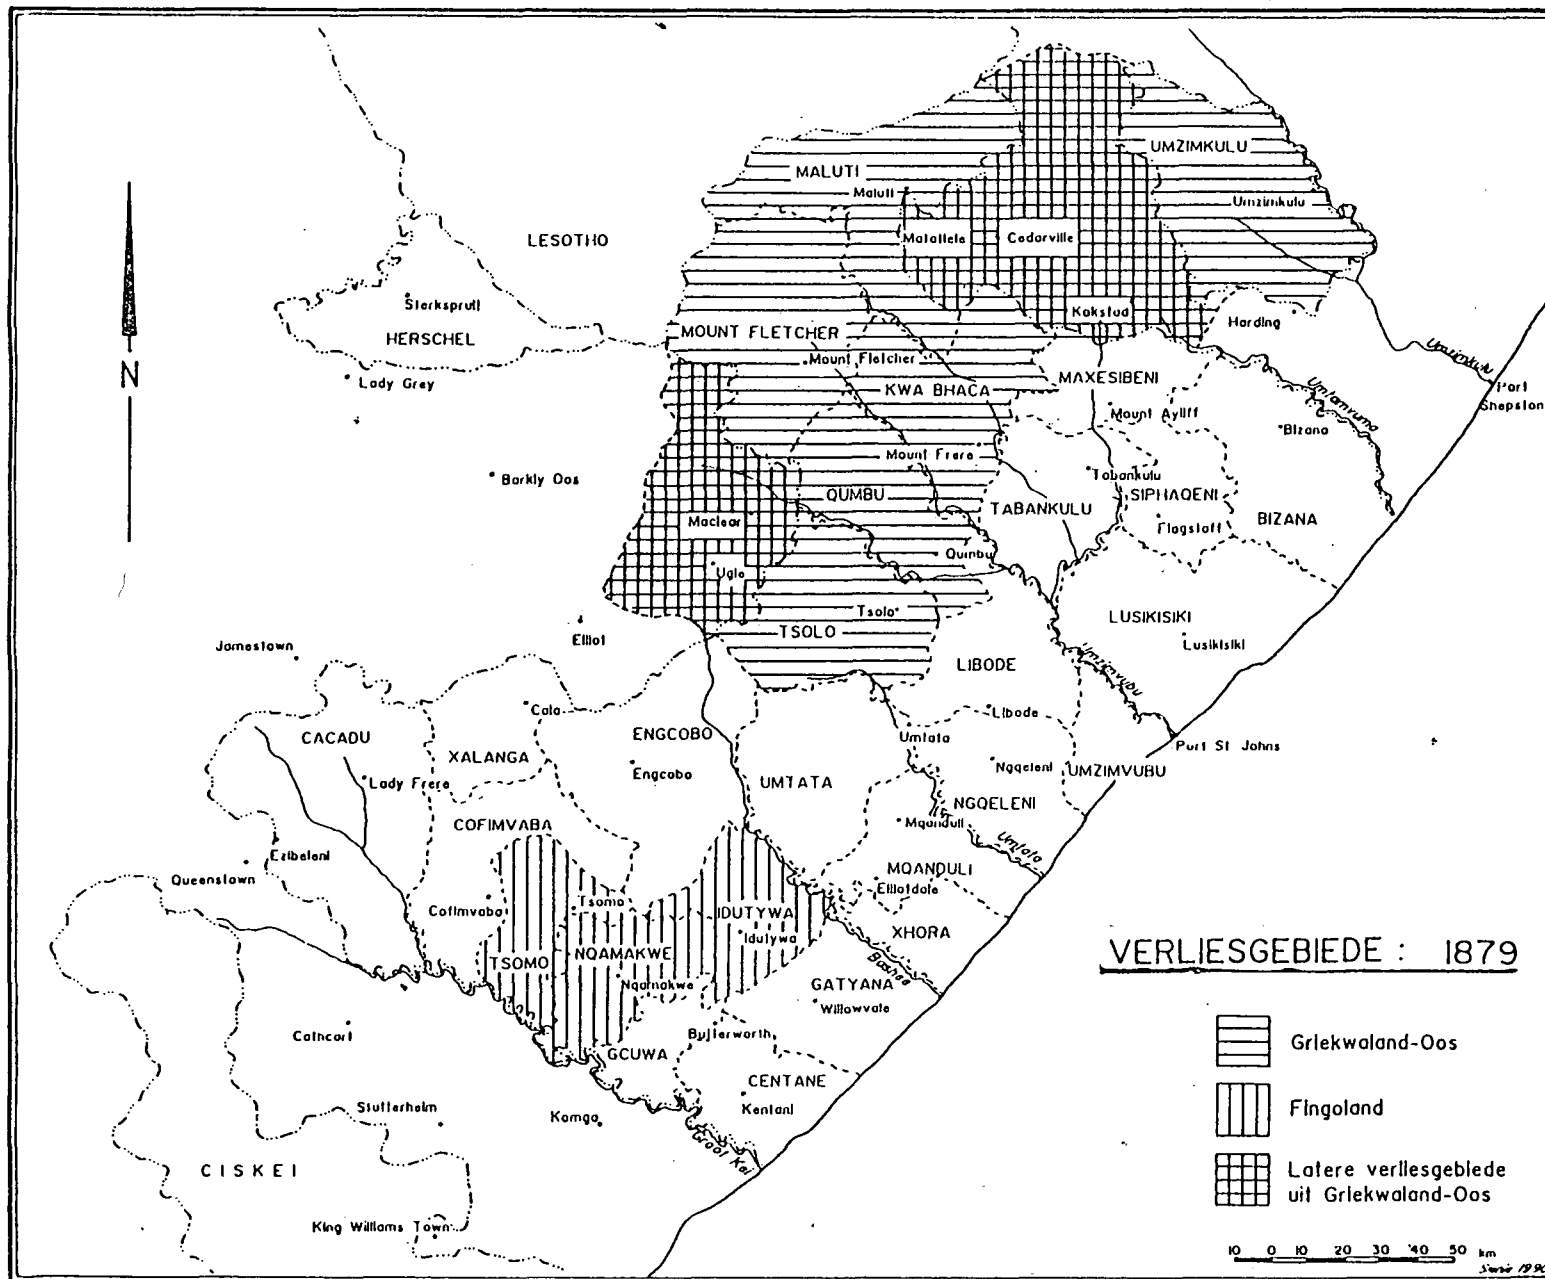 UMZIMKULU
MALUTI
Maluti
Umzimkulu
LESOTHO
Matatiele
Cedarville
Sterkspruit
HERSCHEL
Kokstad
Harding
MOUNT FLETCHER
Mount Fletcher
Umzimkulu
N
Lady Grey
MAXESIBENI
KWA BHACA
Port
Shepston
Umtamvuma
Mount Ayliff
Bizana
Mount Frere
Barkly Oos
Tabankulu
QUMBU
TABANKULU
SIPHAQENI
Maclear
Flagstaff
BIZANA
Qumbu
Ugie
Tsolo
LUSIKISIKI
TSOLO
Elliot
Lusikisiki
Jamestown
LIBODE
Umzimvubu
Cala
Libode
CACADU
ENGCOBO
Umtata
Port St Johns
XALANGA
Engcobo
Ngqeleni
UMZIMVUBU
Lady Frere
UMTATA
NGQELENI
COFIMVABA
Mqanduli
Umtata
Ezibeleni
MQANDULI
Queenstown
Elliotdale
Cofimvaba
Tsomo
IDUTYWA
XHORA
Idutywa
VERLIESGEBIEDE : 1879
NQAMAKWE
TSOMO
Bashee
GATYANA
Nqamakwe
Willowvale
Cathcart
Butterworth
Griekwaland-Oos
GCUWA
CENTANE
Kentani
Fingoland
Stutterheim
Komga
Groot Kei
CISKEI
Latere verliesgebiede
uit Griekwaland-Oos
King Williams Town
10 0 10 20 30 40 50 km
1990